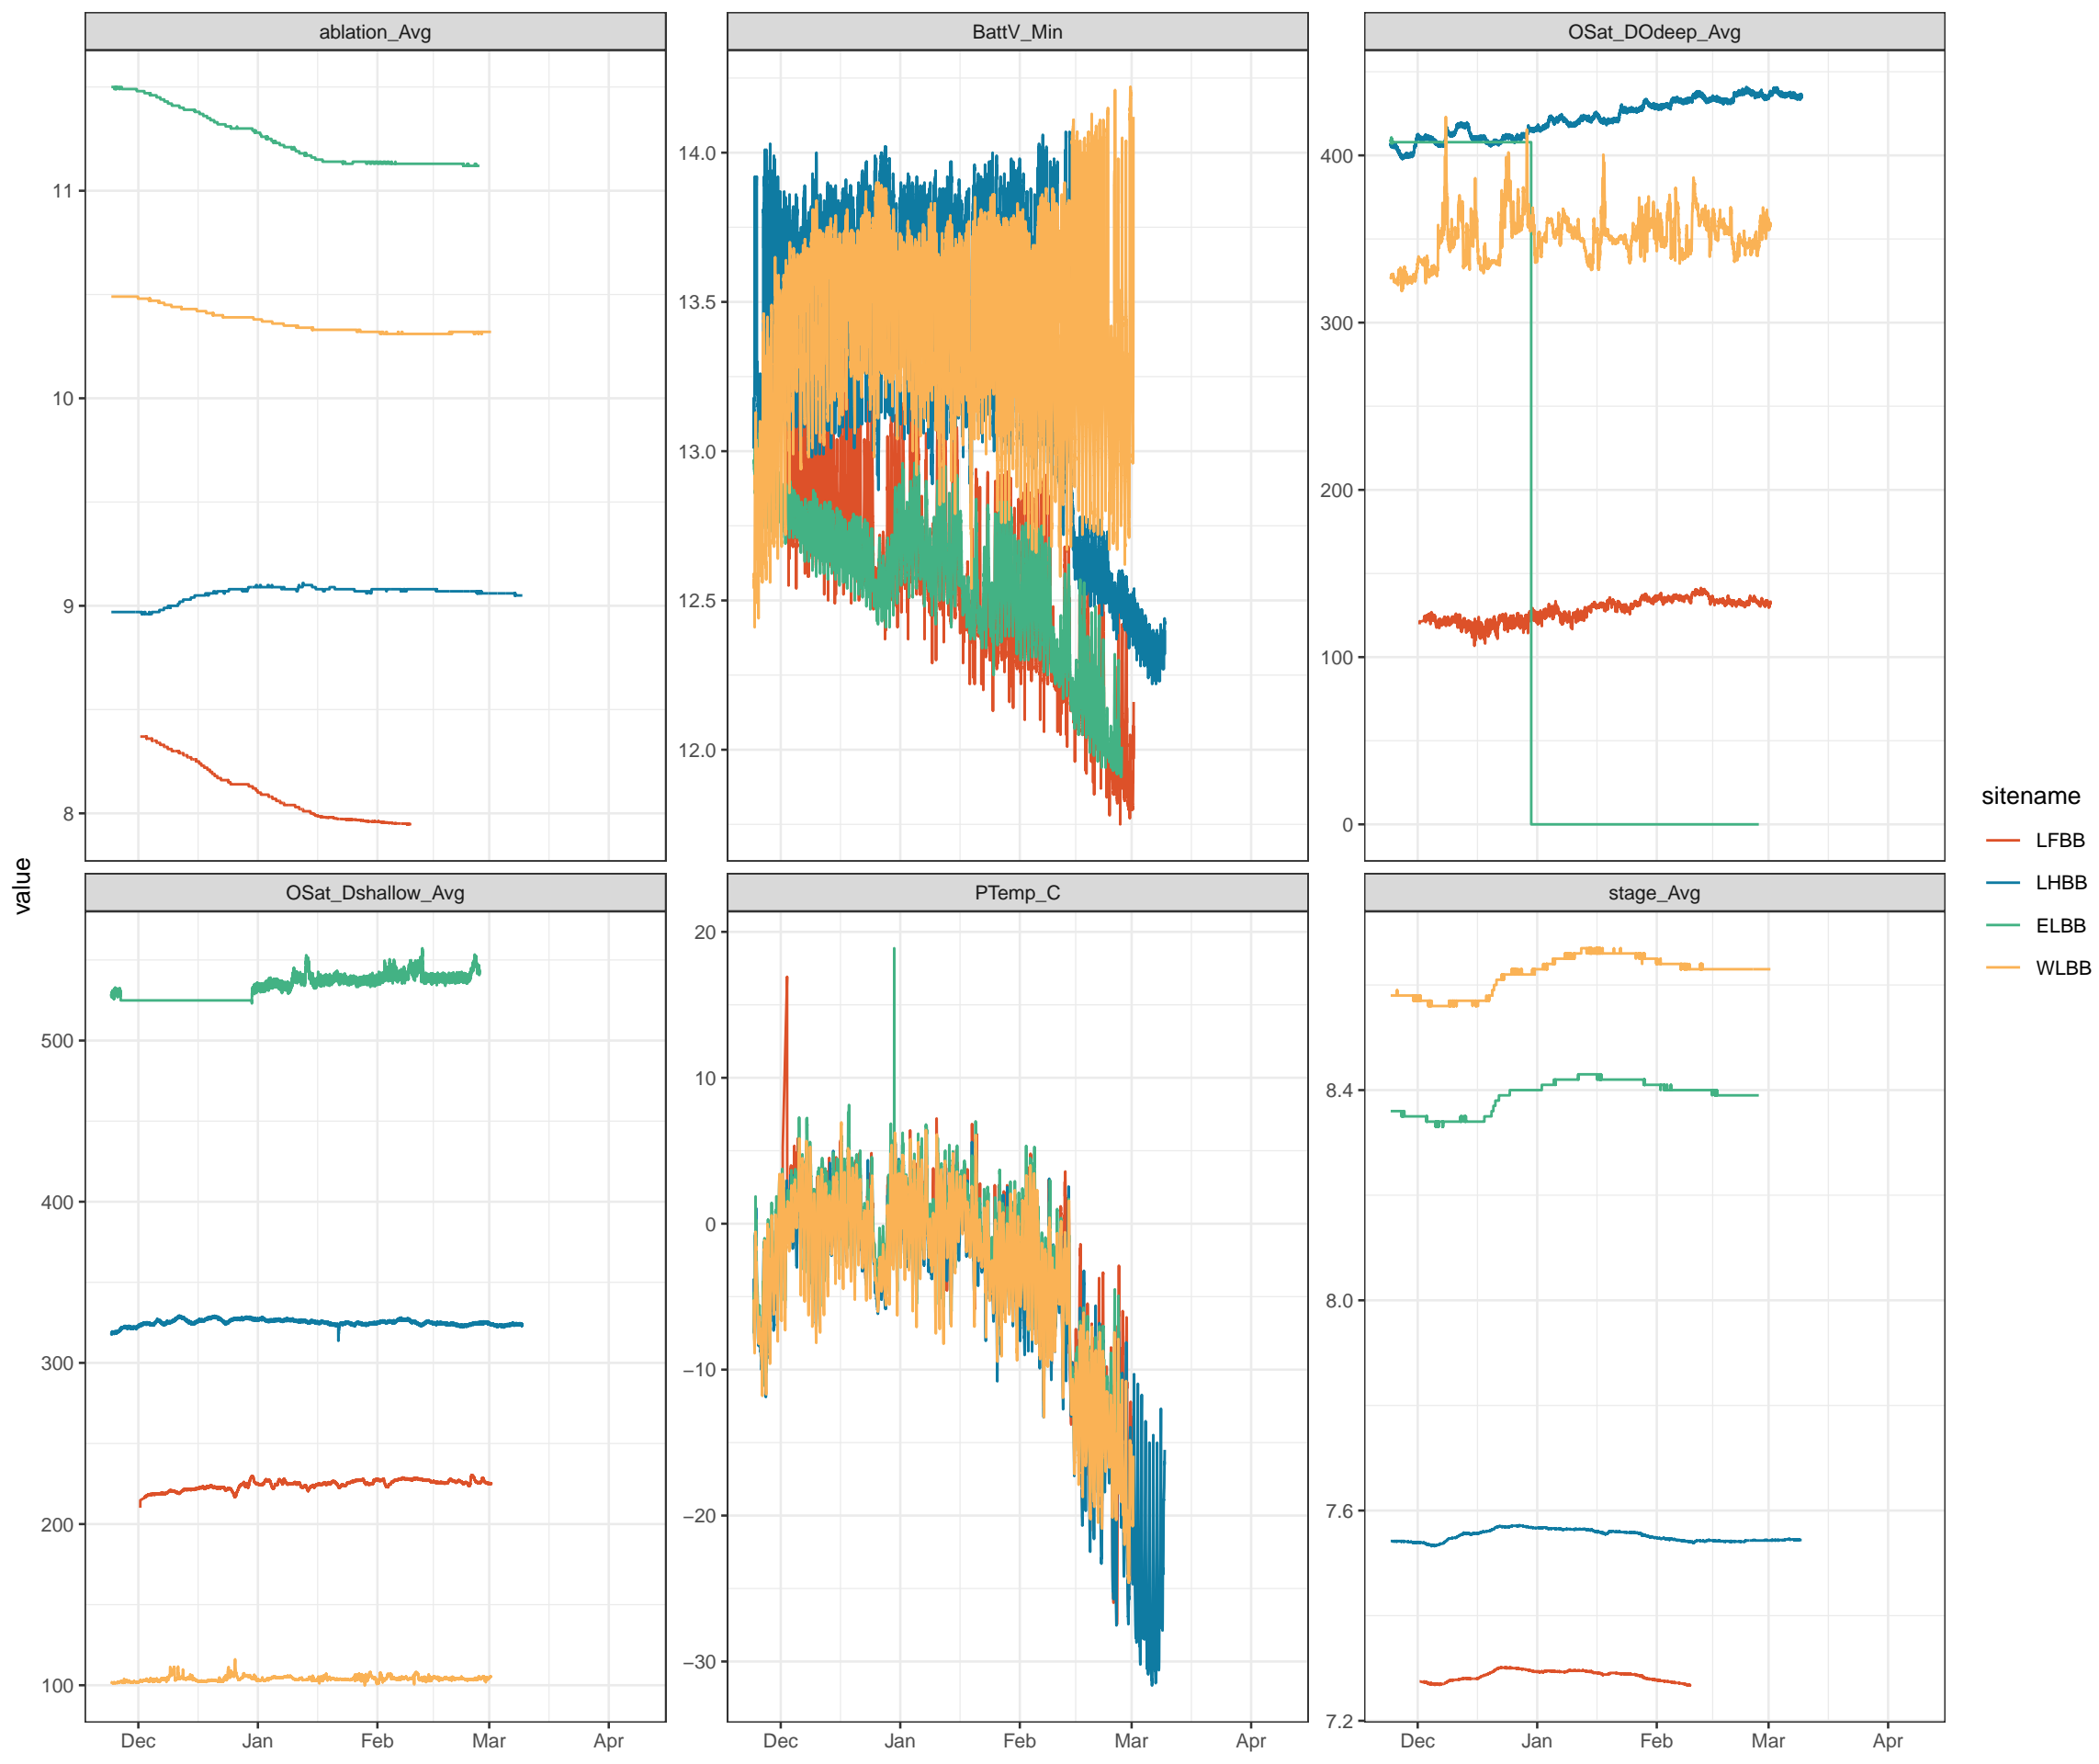 ablation_Avg
BattV_Min
OSat_DOdeep_Avg
11
10
9
8
14.0
13.5
13.0
12.5
12.0
400
300
200
100
0
value
OSat_Dshallow_Avg
PTemp_C
stage_Avg
500
400
300
200
100
20
10
0
−10
−20
−30
8.4
8.0
7.6
7.2
Dec Jan Feb Mar Apr
Dec Jan Feb Mar Apr
Dec Jan Feb Mar Apr
sitename
LFBB
LHBB
ELBB
WLBB